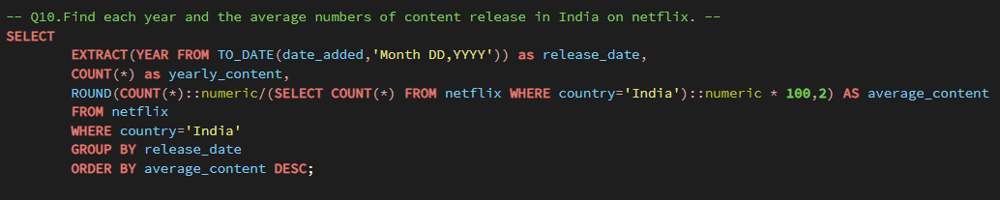 -- Q10.Find each year and the average numbers of content release in India on netflix. --
SELECT
EXTRACT(YEAR FROM TO_DATE(date_added,'Month DD,YYYY')) as release_date,
COUNT(*) as yearly_content,
ROUND(COUNT(*)::numeric/(SELECT COUNT(*) FROM netflix WHERE country='India')::numeric * 100,2) AS average_content
FROM netflix
WHERE country='India'
GROUP BY release_date
ORDER BY average_content DESC;